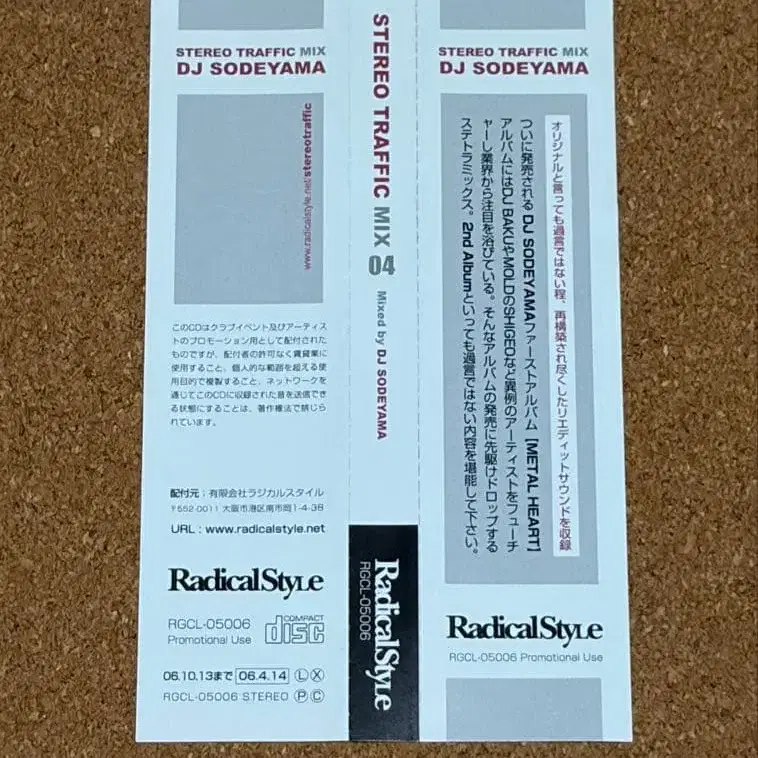 STEREO TRAFFIC MIX
DJ SODEYAMA
www.radicalstyle.net/stereotraffic
このCDはクラブイベント及びアーティス
トのプロモーション用として配付された
ものですが、配付者の許可なく賃貸業に
使用すること、個人的な範囲を超える使
用目的で複製すること、ネットワークを
通じてこのCDに収録された音を送信でき
る状態にすることは、著作権法で禁じら
れています。
配付元：有限会社ラジカルスタイル
〒552-0011 大阪市港区南市岡1-4-38
URL : www.radicalstyle.net
RadicalStyLe
RGCL-05006
Promotional Use
COMPACT
disc
06.10.13まで 06.4.14 Ⓛ Ⓧ
RGCL-05006 STEREO Ⓟ Ⓒ
STEREO TRAFFIC MIX 04 Mixed by DJ SODEYAMA
RadicalStyLe
RGCL-05006
STEREO TRAFFIC MIX
DJ SODEYAMA
オリジナルと言っても過言ではない程、再構築され尽くしたリエディットサウンドを収録
ついに発売される DJ SODEYAMAファーストアルバム【METAL HEART】
アルバムにはDJ BAKUやMOLDのSHIGEOなど異例のアーティストをフューチ
ャーし業界から注目を浴びている。そんなアルバムの発売に先駆けドロップする
ステトラミックス。2nd Albumといっても過言ではない内容を堪能して下さい。
RadicalStyLe
RGCL-05006 Promotional Use